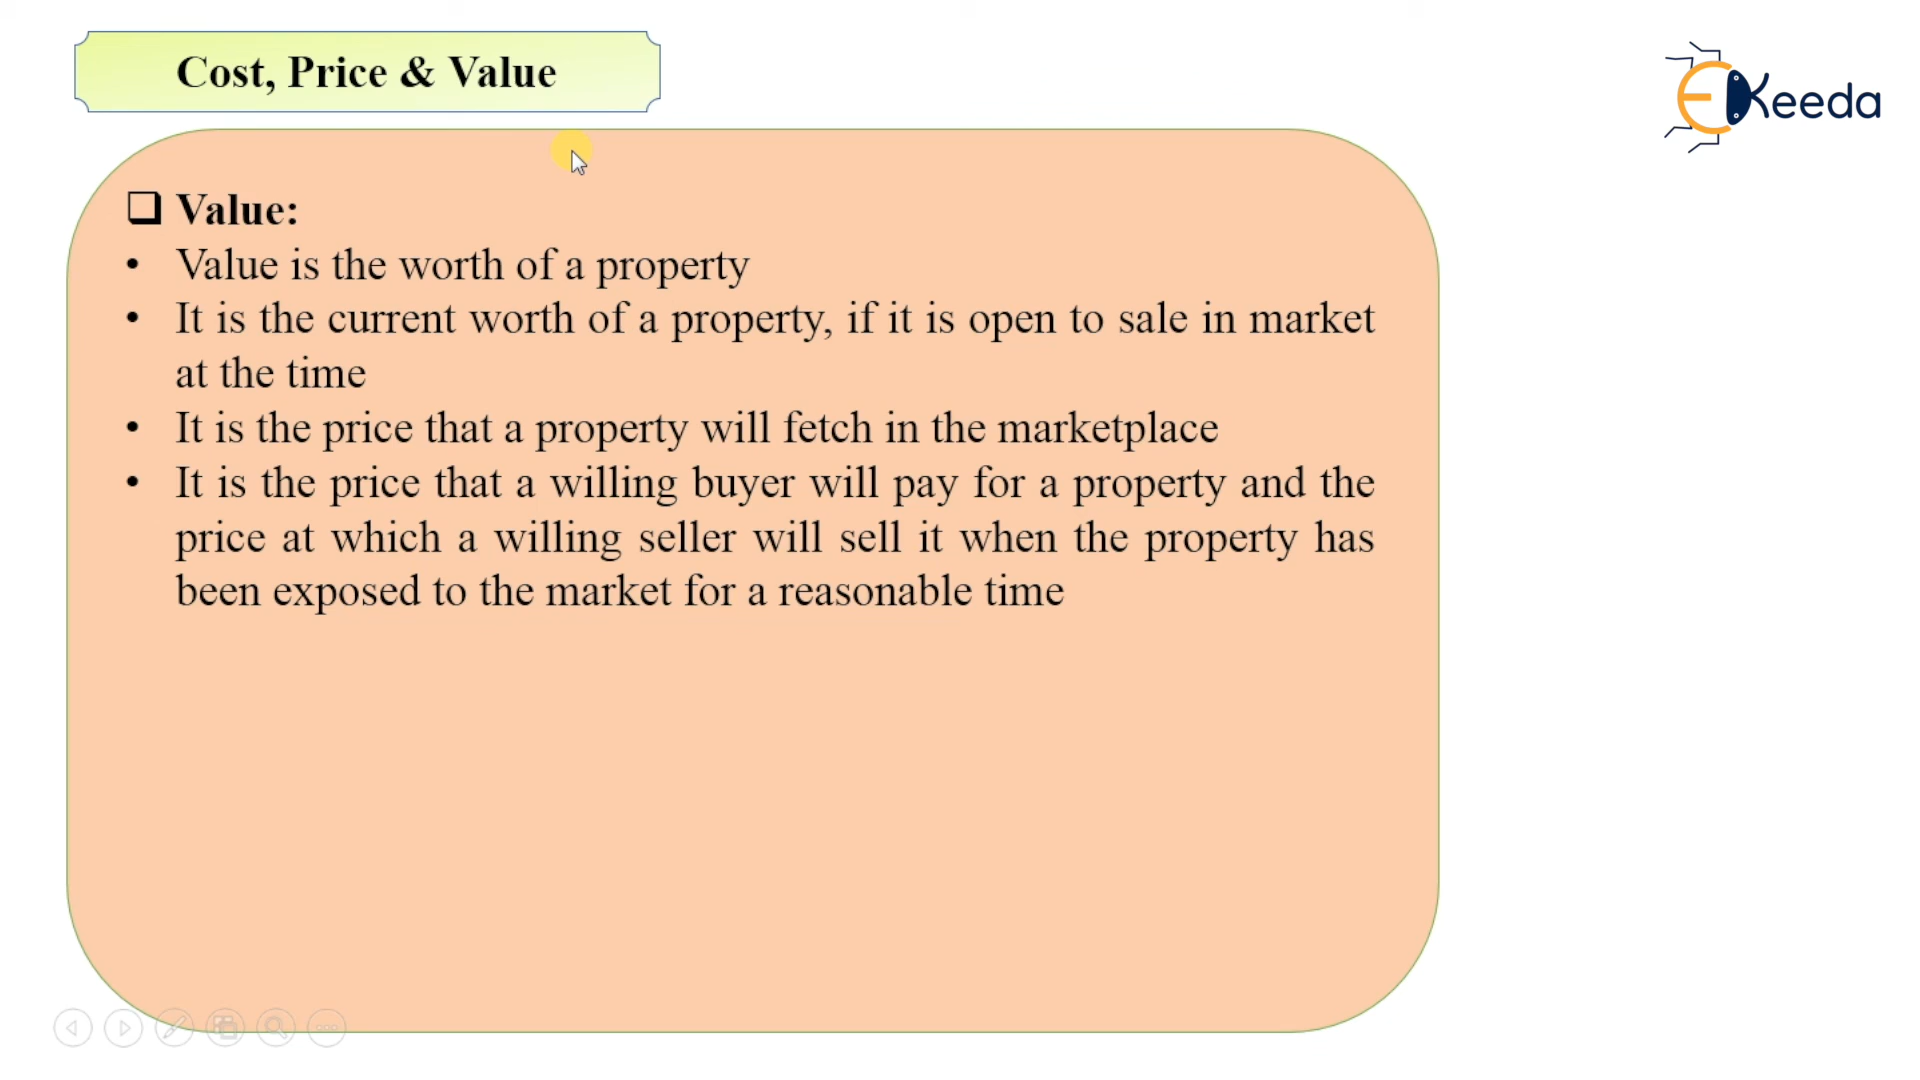 Cost, Price & Value
EKeeda
❑ Value:
• Value is the worth of a property
• It is the current worth of a property, if it is open to sale in market
at the time
• It is the price that a property will fetch in the marketplace
• It is the price that a willing buyer will pay for a property and the
price at which a willing seller will sell it when the property has
been exposed to the market for a reasonable time